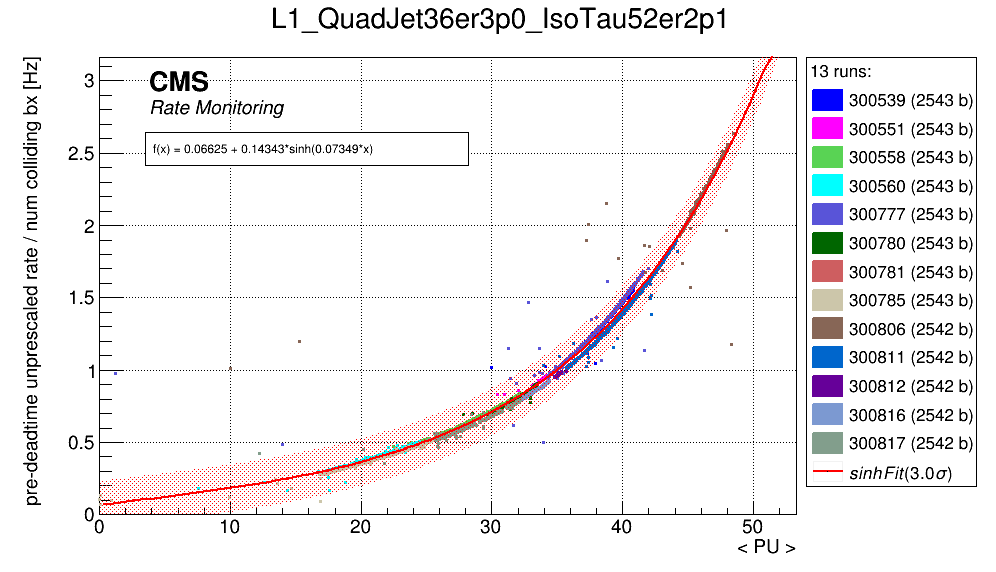 L1_QuadJet36er3p0_IsoTau52er2p1
pre-deadtime unprescaled rate / num colliding bx [Hz]
CMS
Rate Monitoring
f(x) = 0.06625 + 0.14343*sinh(0.07349*x)
3
2.5
2
1.5
1
0.5
0
0 10 20 30 40 50
< PU >
13 runs:
300539 (2543 b)
300551 (2543 b)
300558 (2543 b)
300560 (2543 b)
300777 (2543 b)
300780 (2543 b)
300781 (2543 b)
300785 (2543 b)
300806 (2542 b)
300811 (2542 b)
300812 (2542 b)
300816 (2542 b)
300817 (2542 b)
sinhFit(3.0σ)